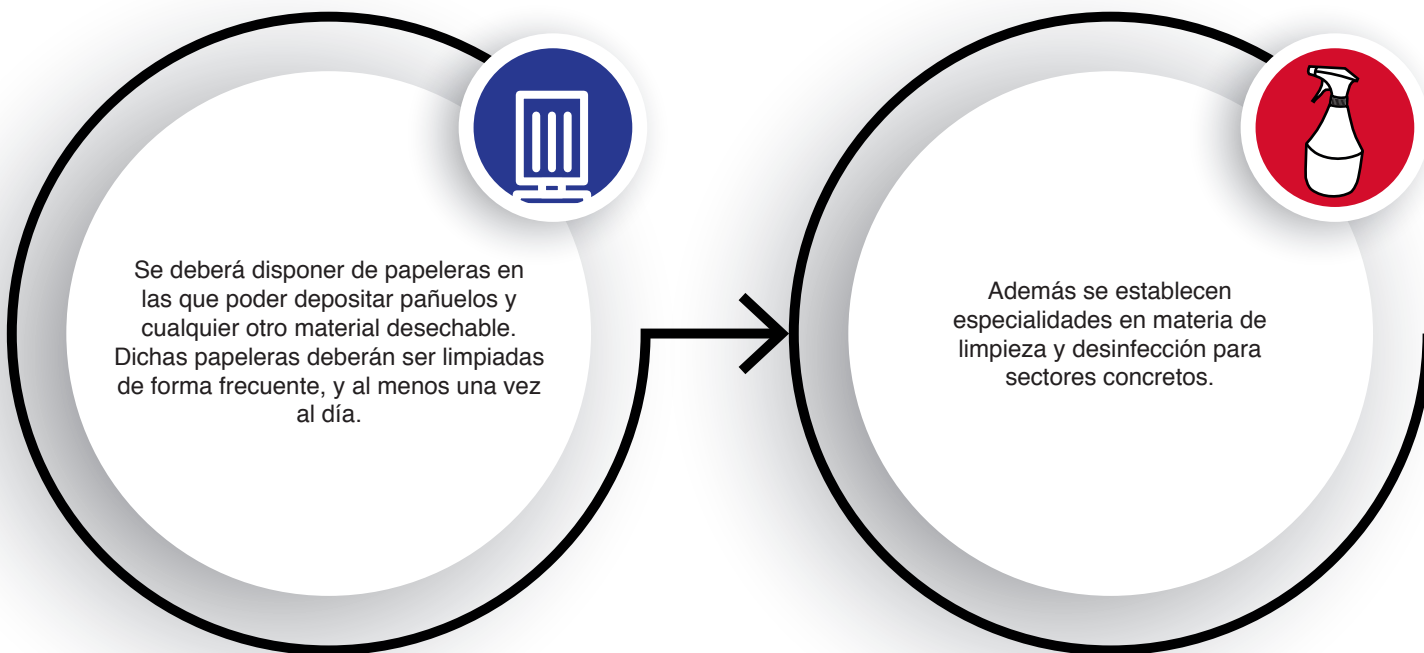 Se deberá disponer de papeleras en
las que poder depositar pañuelos y
cualquier otro material desechable.
Dichas papeleras deberán ser limpiadas
de forma frecuente, y al menos una vez
al día.
Además se establecen
especialidades en materia de
limpieza y desinfección para
sectores concretos.